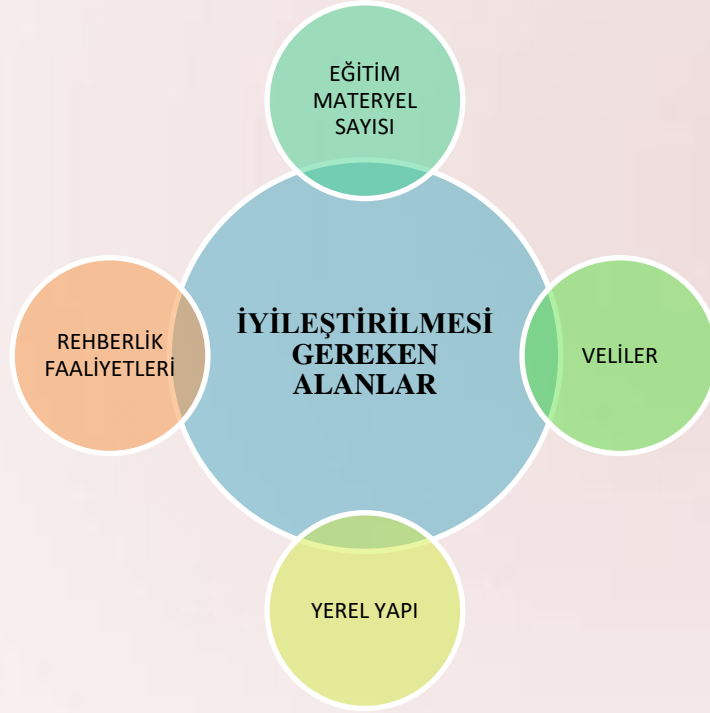 EĞİTİM
MATERYEL
SAYISI
İYİLEŞTİRİLMESİ
GEREKEN
ALANLAR
REHBERLİK
FAALİYETLERİ
VELİLER
YEREL YAPI